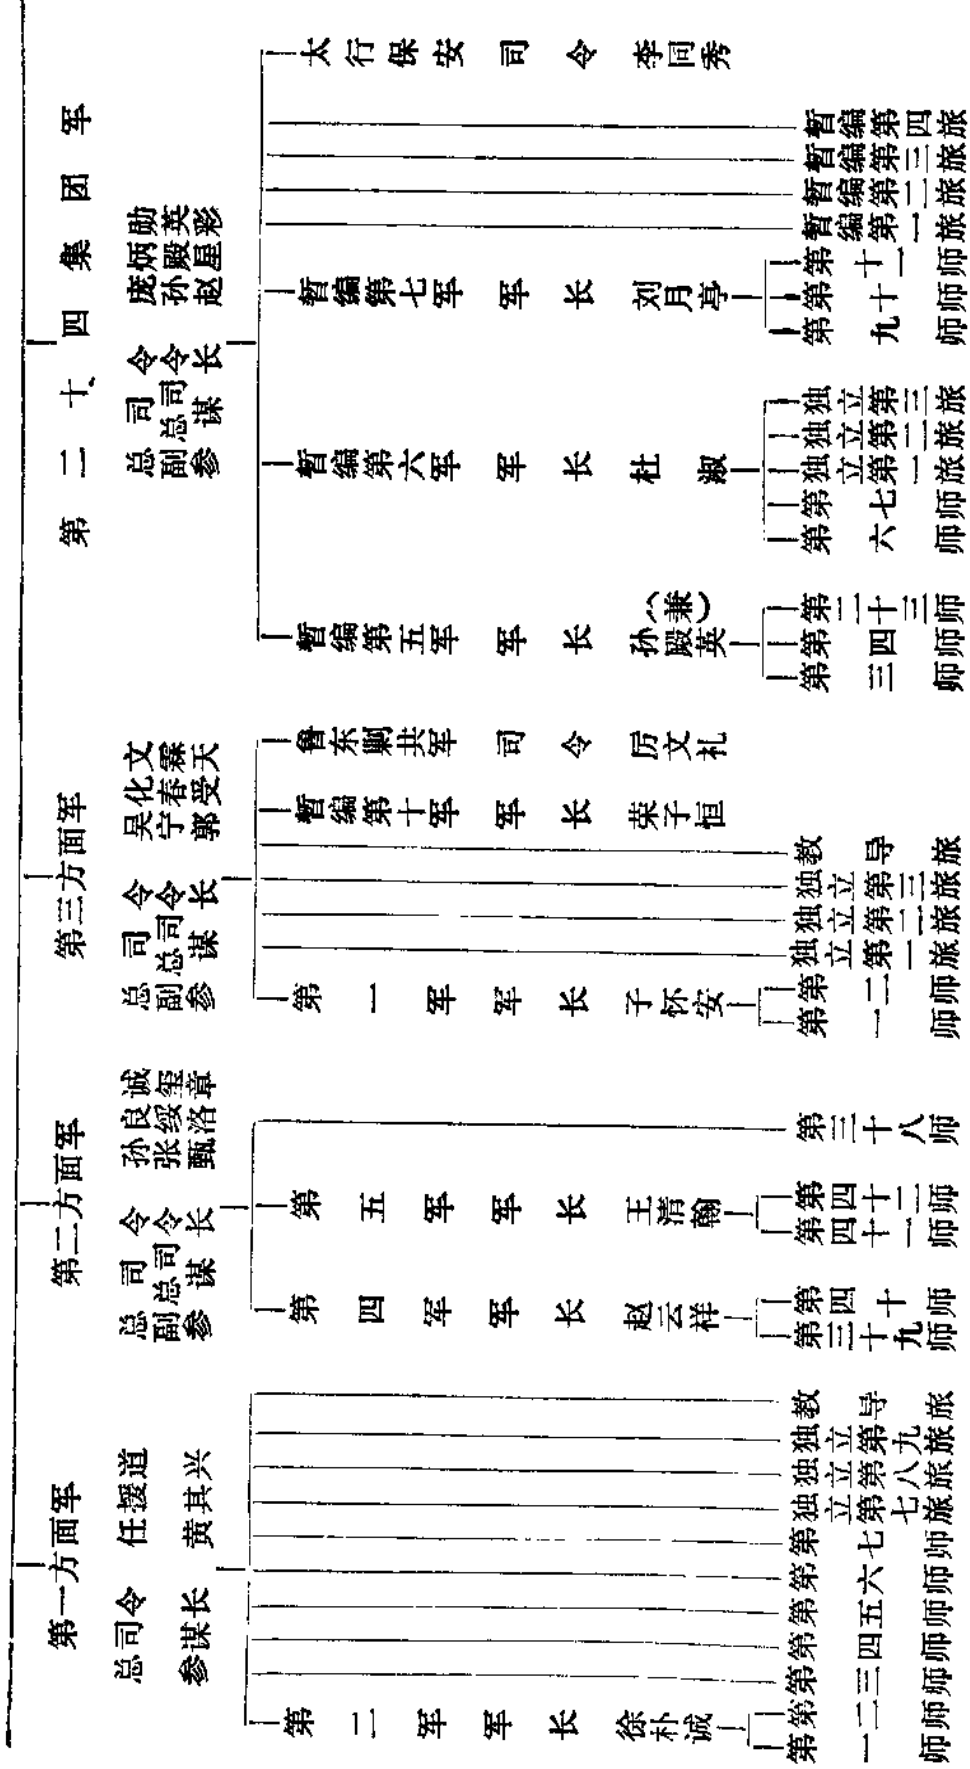 第一方面军
总司令 任援道
参谋长 黄其兴
第二军军长徐朴诚
第一师
第二师
第三师
第四师
第五师
第六师
第七师
独立第七旅
独立第八旅
独立第九旅
教导旅
第二方面军
总司令 孙良诚
副总司令 张绥玺
参谋长 甄洛章
第四军军长赵云祥
第三十九师
第四十师
第五军军长王清翰
第四十一师
第四十二师
第三十八师
第三方面军
总司令 吴化文
副总司令 宁春霖
参谋长 郭受天
第一军军长子怀安
第一师
第二师
独立第一旅
独立第二旅
独立第三旅
教导旅
暂编第十军军长荣子恒
鲁东剿共军司令厉文礼
第二十四集团军
总司令 庞炳勋
副总司令 孙殿英
参谋长 赵星彩
暂编第五军军长孙殿英(兼)
第三师
第四师
第二十三师
暂编第六军军长杜淑
第六师
第七师
独立第一旅
独立第二旅
独立第三旅
暂编第七军军长刘月亭
第九师
第十师
第十一师
暂编第一旅
暂编第二旅
暂编第三旅
暂编第四旅
太行保安司令李同秀